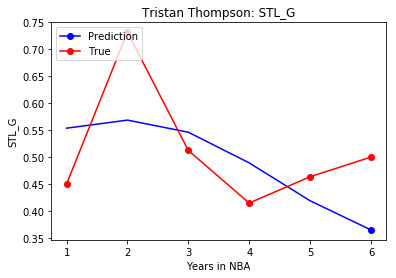 Tristan Thompson: STL_G
Prediction
True
STL_G
0.75
0.70
0.65
0.60
0.55
0.50
0.45
0.40
0.35
1 2 3 4 5 6
Years in NBA